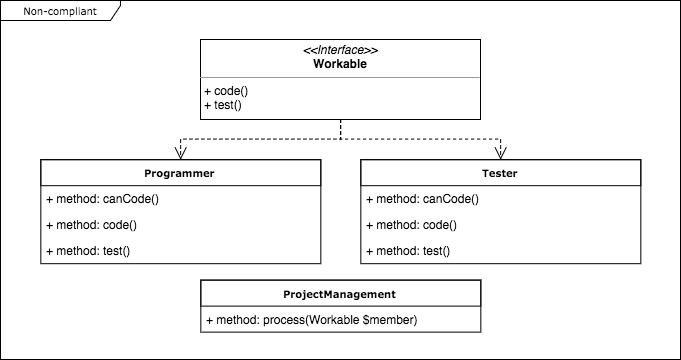 Non-compliant
<<Interface>>
Workable
+ code()
+ test()
Programmer
+ method: canCode()
+ method: code()
+ method: test()
Tester
+ method: canCode()
+ method: code()
+ method: test()
ProjectManagement
+ method: process(Workable $member)